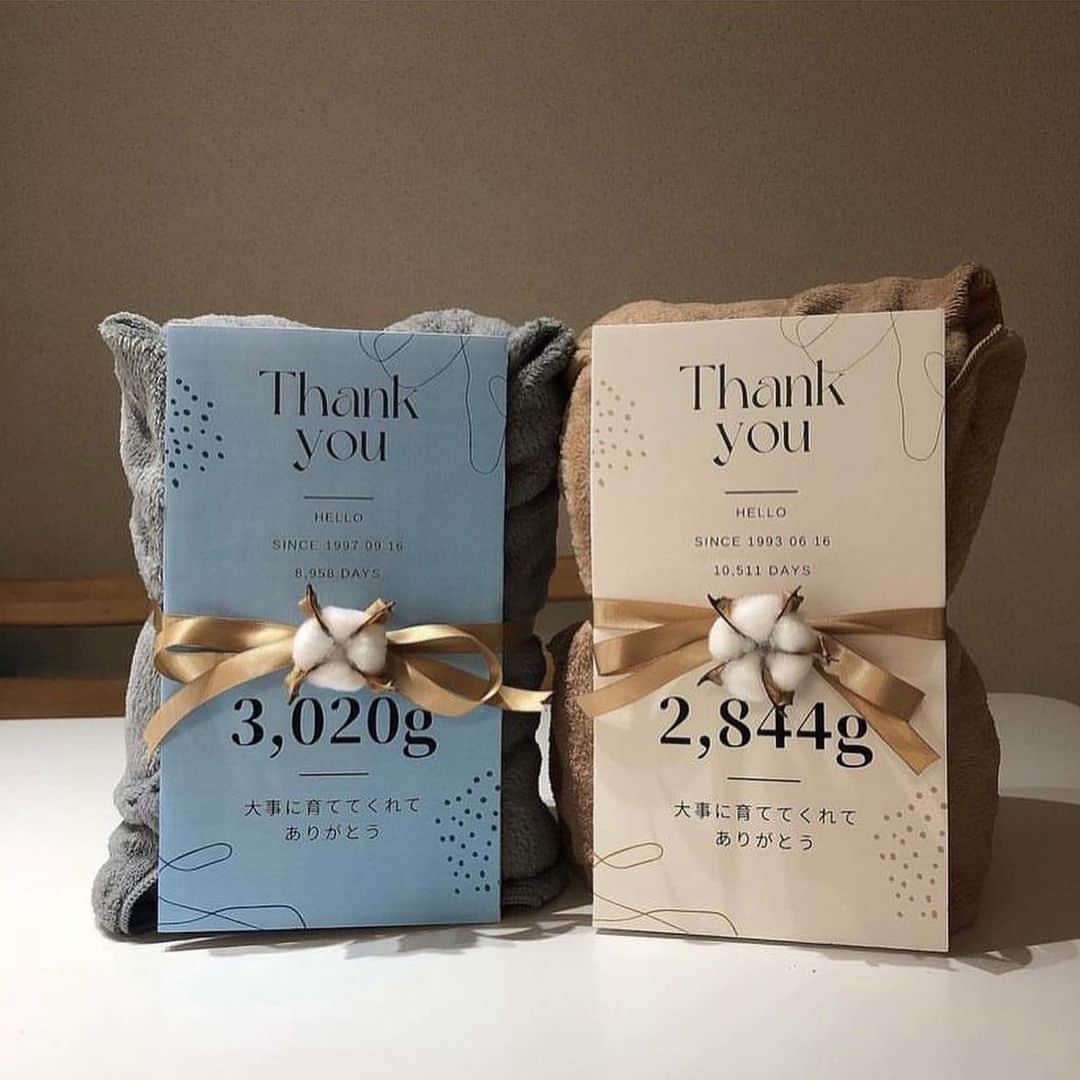 Thank
you
HELLO
SINCE 1997 09 16
8,958 DAYS
3,020g
大事に育ててくれて
ありがとう
Thank
you
HELLO
SINCE 1993 06 16
10,511 DAYS
2,844g
大事に育ててくれて
ありがとう